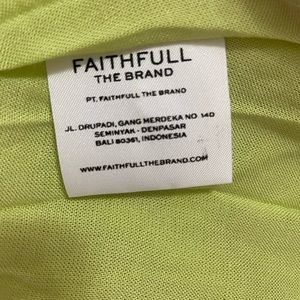 FAITHFULL
THE BRAND
PT. FAITHFULL THE BRAND
JL. DRUPADI, GANG MERDEKA NO 14D
SEMINYAK - DENPASAR
BALI 80361, INDONESIA
WWW.FAITHFULLTHEBRAND.COM